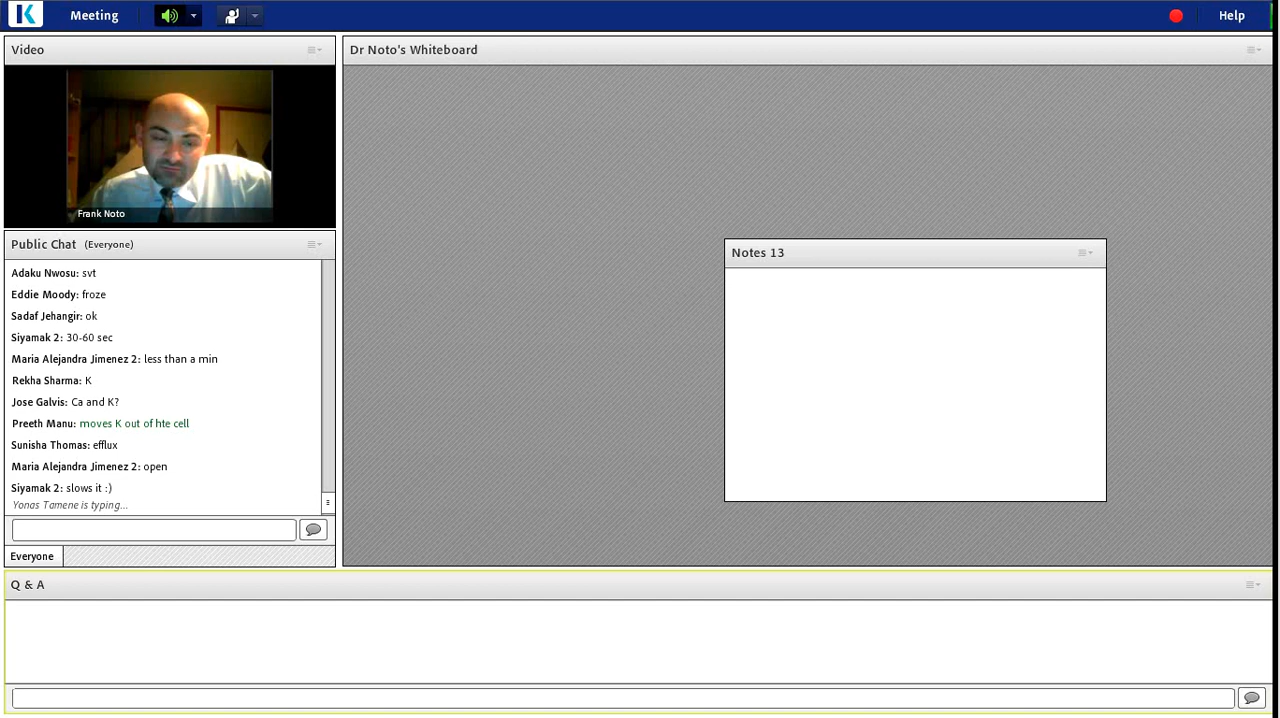 K Meeting Help
Video
Frank Noto
Public Chat (Everyone)
Adaku Nwosu: svt
Eddie Moody: froze
Sadaf Jehangir: ok
Siyamak 2: 30-60 sec
Maria Alejandra Jimenez 2: less than a min
Rekha Sharma: K
Jose Galvis: Ca and K?
Preeth Manu: moves K out of hte cell
Sunisha Thomas: efflux
Maria Alejandra Jimenez 2: open
Siyamak 2: slows it :)
Yonas Tamene is typing...
Everyone
Dr Noto's Whiteboard
Notes 13
Q & A